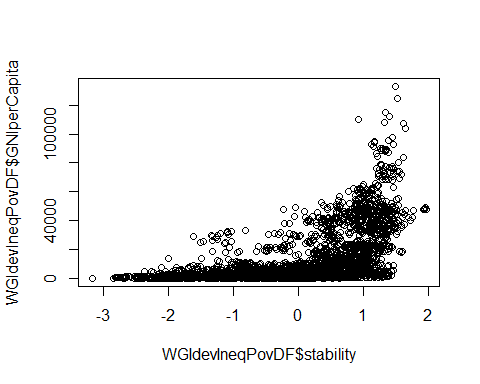 WGIdevIneqPovDF$GNIperCapita
100000
40000
0
-3 -2 -1 0 1 2
WGIdevIneqPovDF$stability